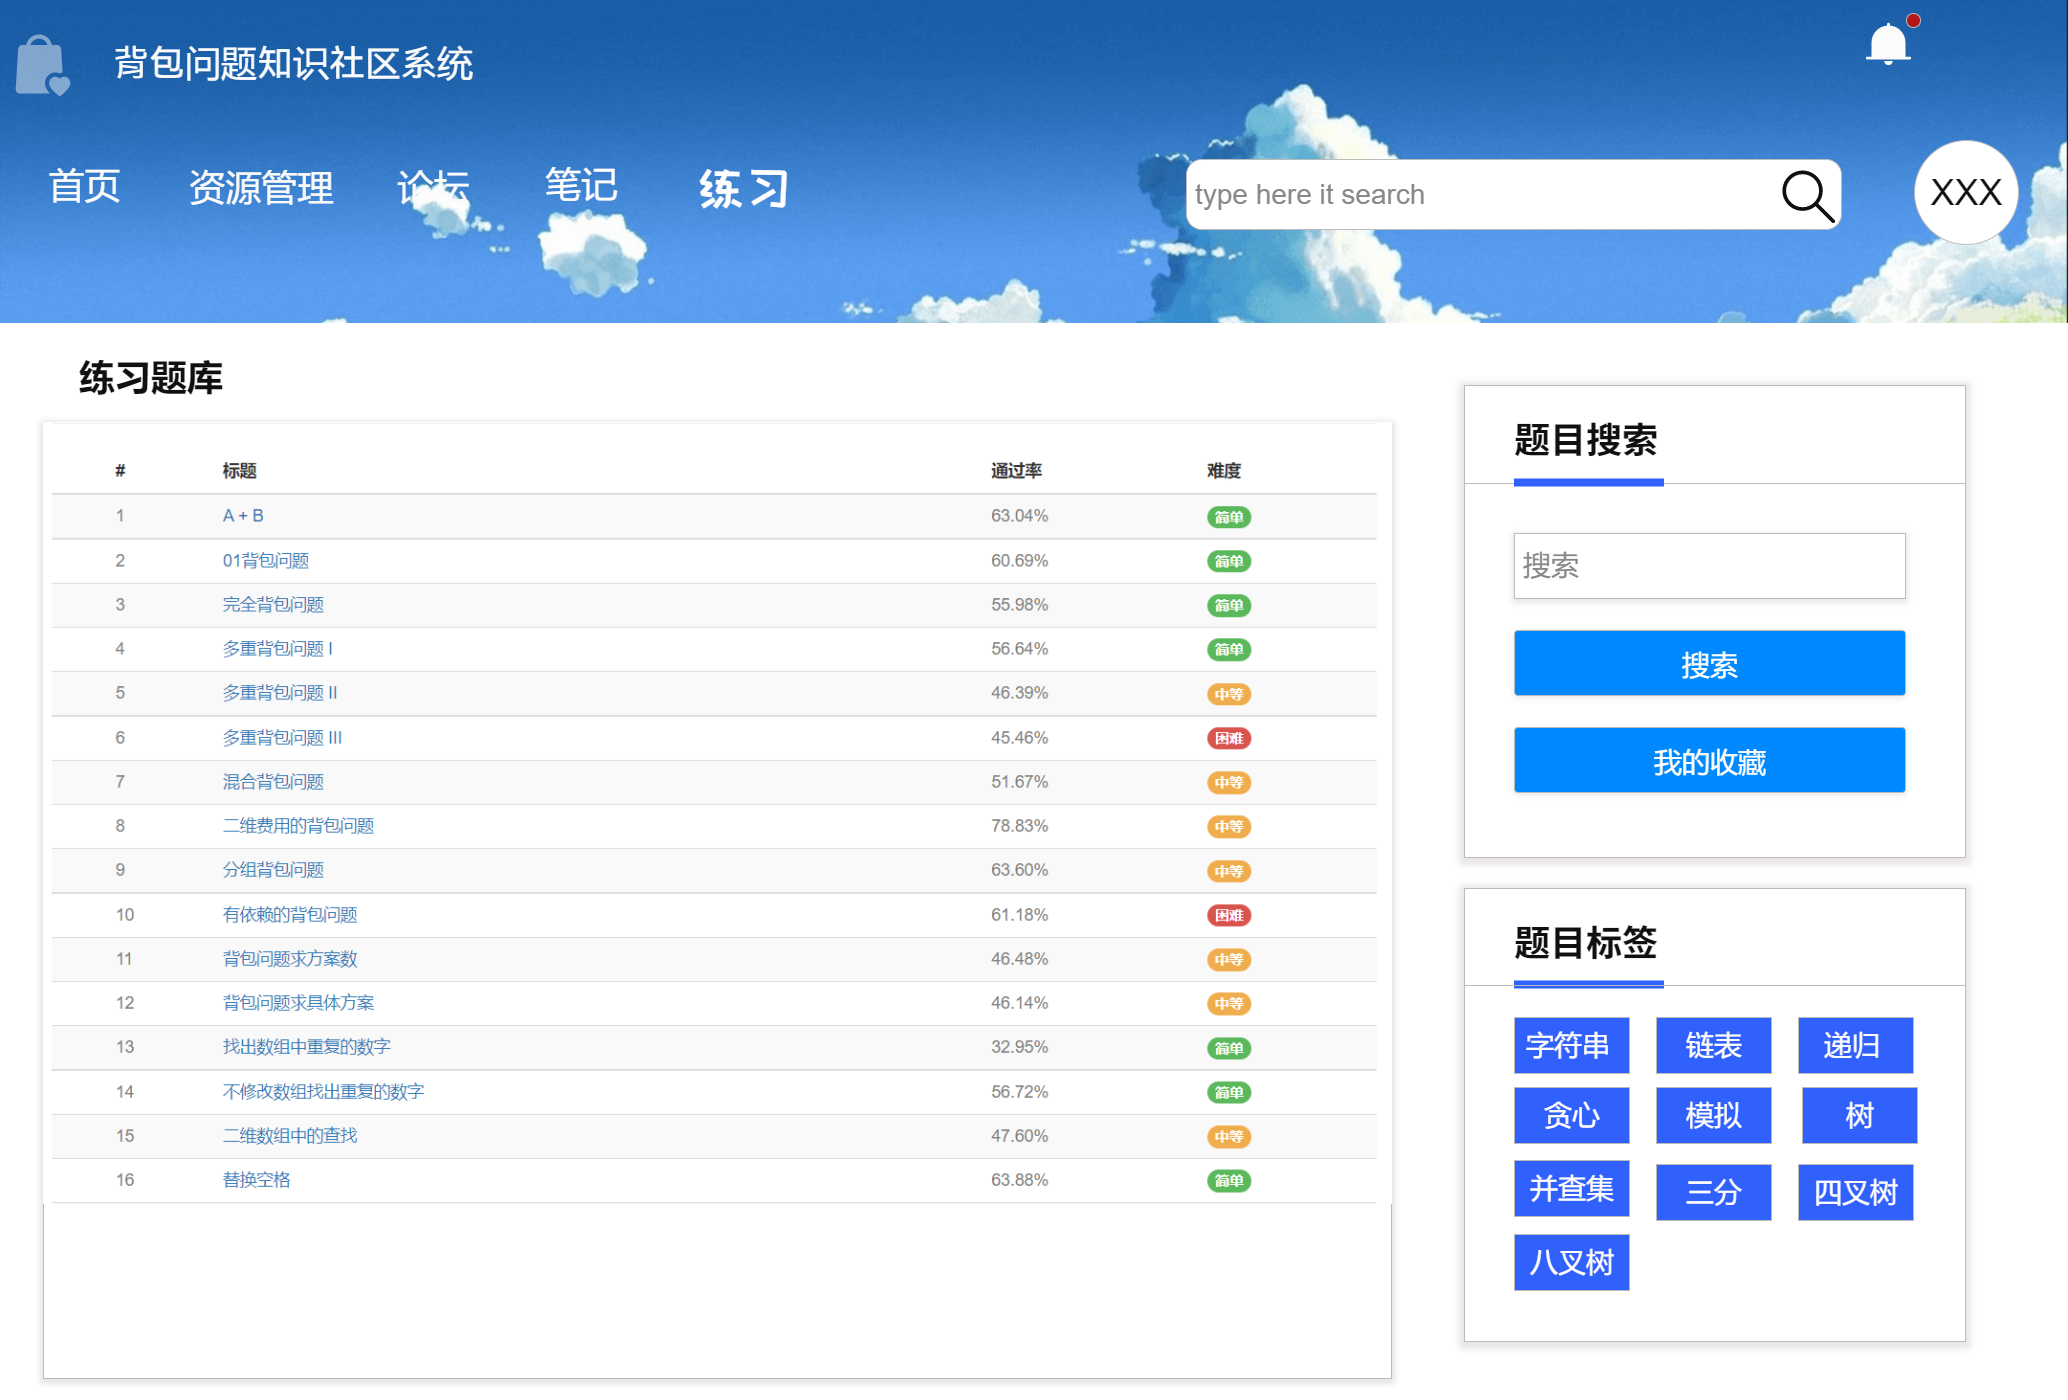 背包问题知识社区系统
首页 资源管理 论坛 笔记 练习
type here it search
XXX
练习题库
# 标题 通过率 难度
1 A + B 63.04% 简单
2 01背包问题 60.69% 简单
3 完全背包问题 55.98% 简单
4 多重背包问题 I 56.64% 简单
5 多重背包问题 II 46.39% 中等
6 多重背包问题 III 45.46% 困难
7 混合背包问题 51.67% 中等
8 二维费用的背包问题 78.83% 中等
9 分组背包问题 63.60% 中等
10 有依赖的背包问题 61.18% 困难
11 背包问题求方案数 46.48% 中等
12 背包问题求具体方案 46.14% 中等
13 找出数组中重复的数字 32.95% 简单
14 不修改数组找出重复的数字 56.72% 简单
15 二维数组中的查找 47.60% 中等
16 替换空格 63.88% 简单
题目搜索
搜索
搜索
我的收藏
题目标签
字符串 链表 递归
贪心 模拟 树
并查集 三分 四叉树
八叉树